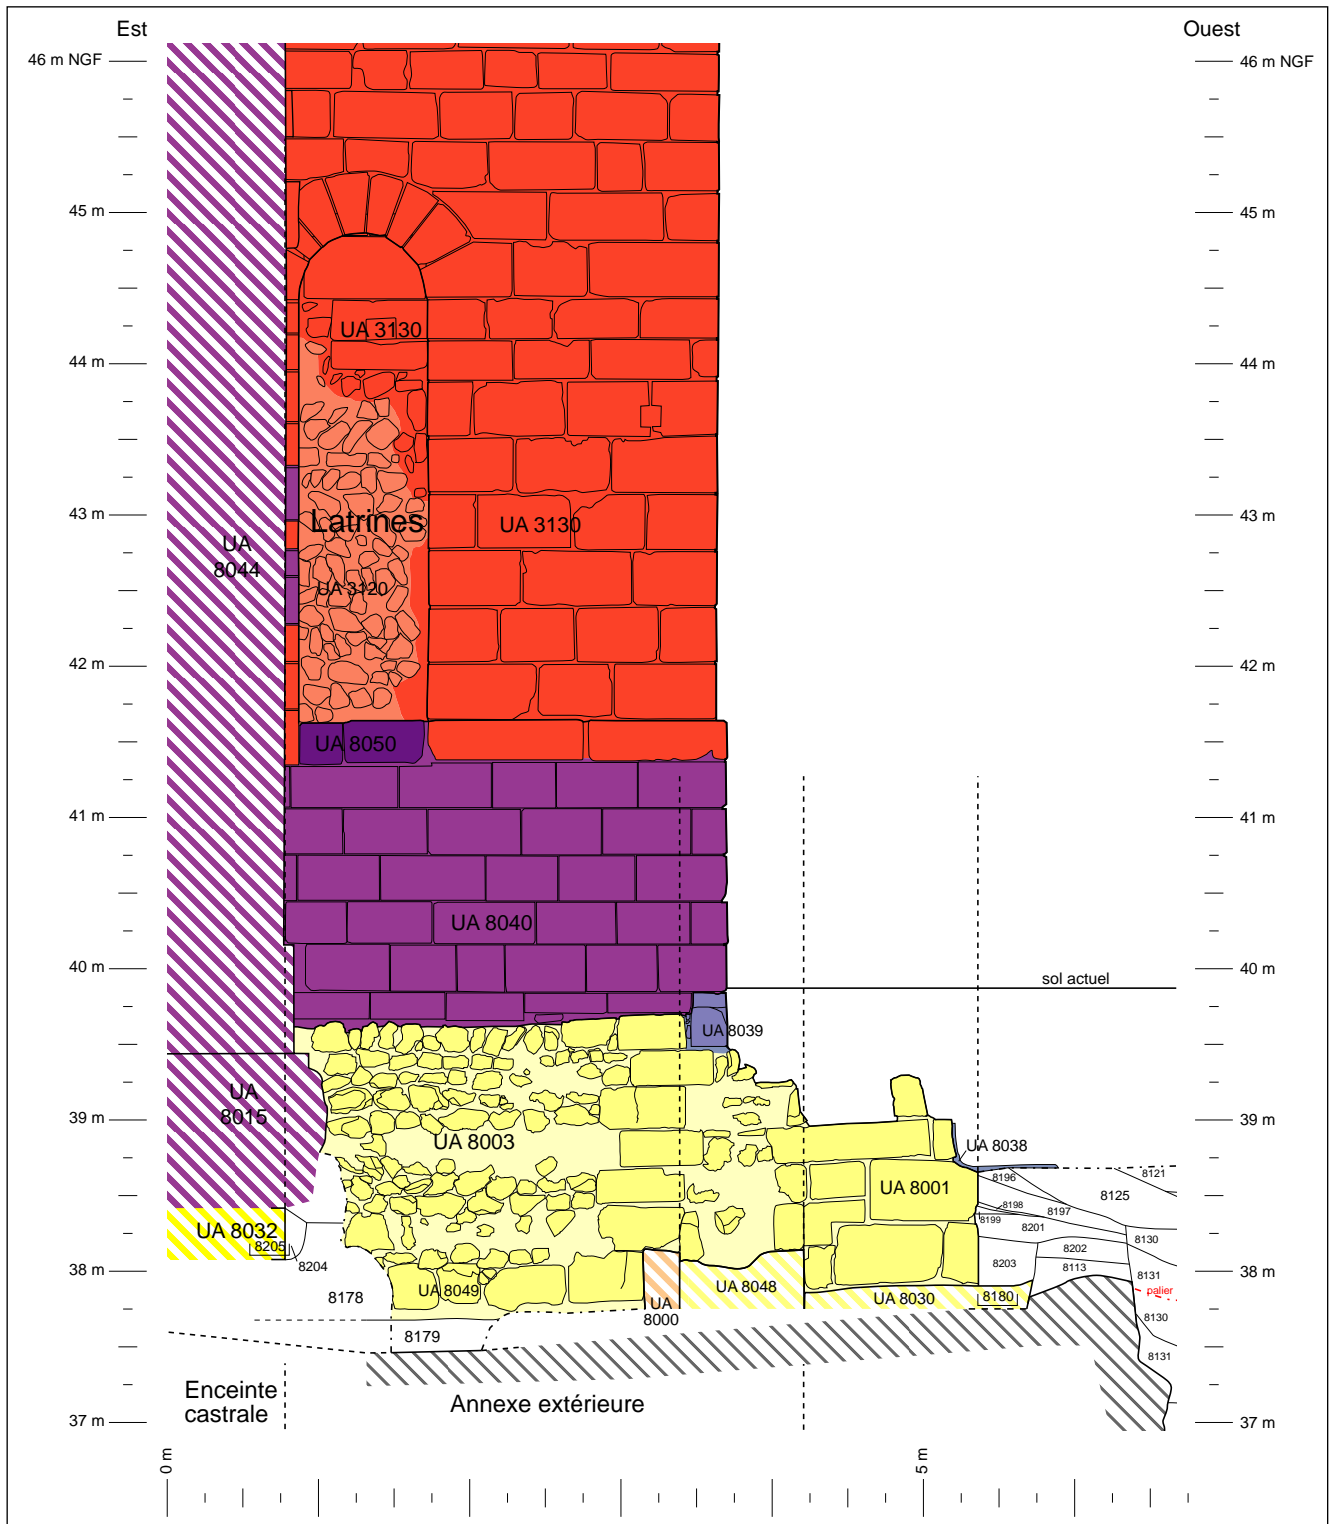 Est
Ouest
46 m NGF
46 m NGF
45 m
45 m
UA 3130
44 m
44 m
Latrines
UA 3130
43 m
43 m
UA
8044
UA 3120
42 m
42 m
UA 8050
41 m
41 m
UA 8040
40 m
40 m
sol actuel
UA 8039
UA
8015
39 m
39 m
UA 8003
UA 8038
8121
8196
8125
UA 8001
8198
8197
8199
8201
UA 8032
8205
8130
8204
8202
8203
8113
38 m
38 m
8131
UA 8049
UA 8048
palier
8178
UA
8000
UA 8030
8180
8130
8179
8131
Enceinte
castrale
Annexe extérieure
37 m
37 m
0 m
5 m